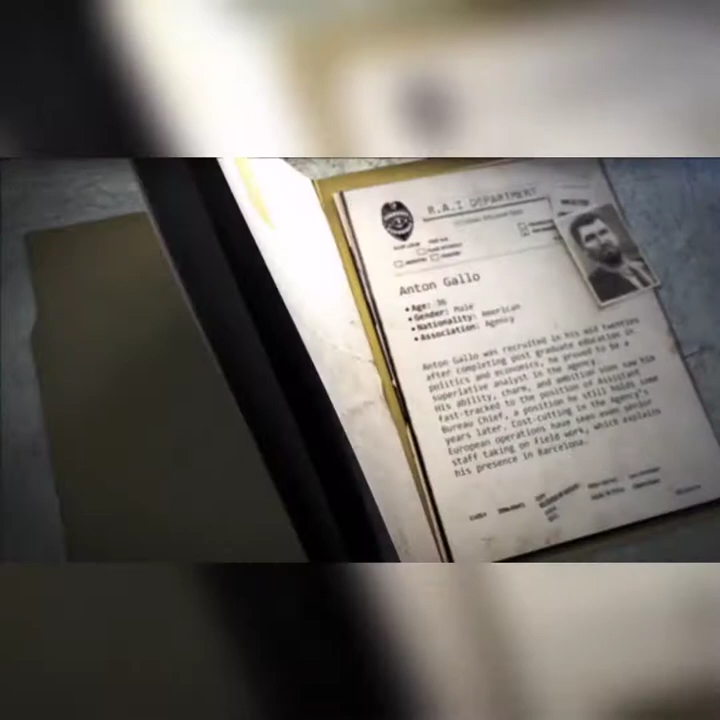 R.A.I DEPARTMENT
Anton Gallo
• Age: 36
• Gender: Male
• Nationality: American
• Association: Agency
Anton Gallo was recruited in his mid twenties
after completing post graduate education in
politics and economics, he proved to be a
superlative analyst in the agency
His ability, charm, and ambition soon saw him
fast-tracked to the position of Assistant
Bureau Chief, a position he still holds some
years later. Cost-cutting in the Agency's
European operations have seen even senior
staff taking on field work, which explains
his presence in Barcelona.